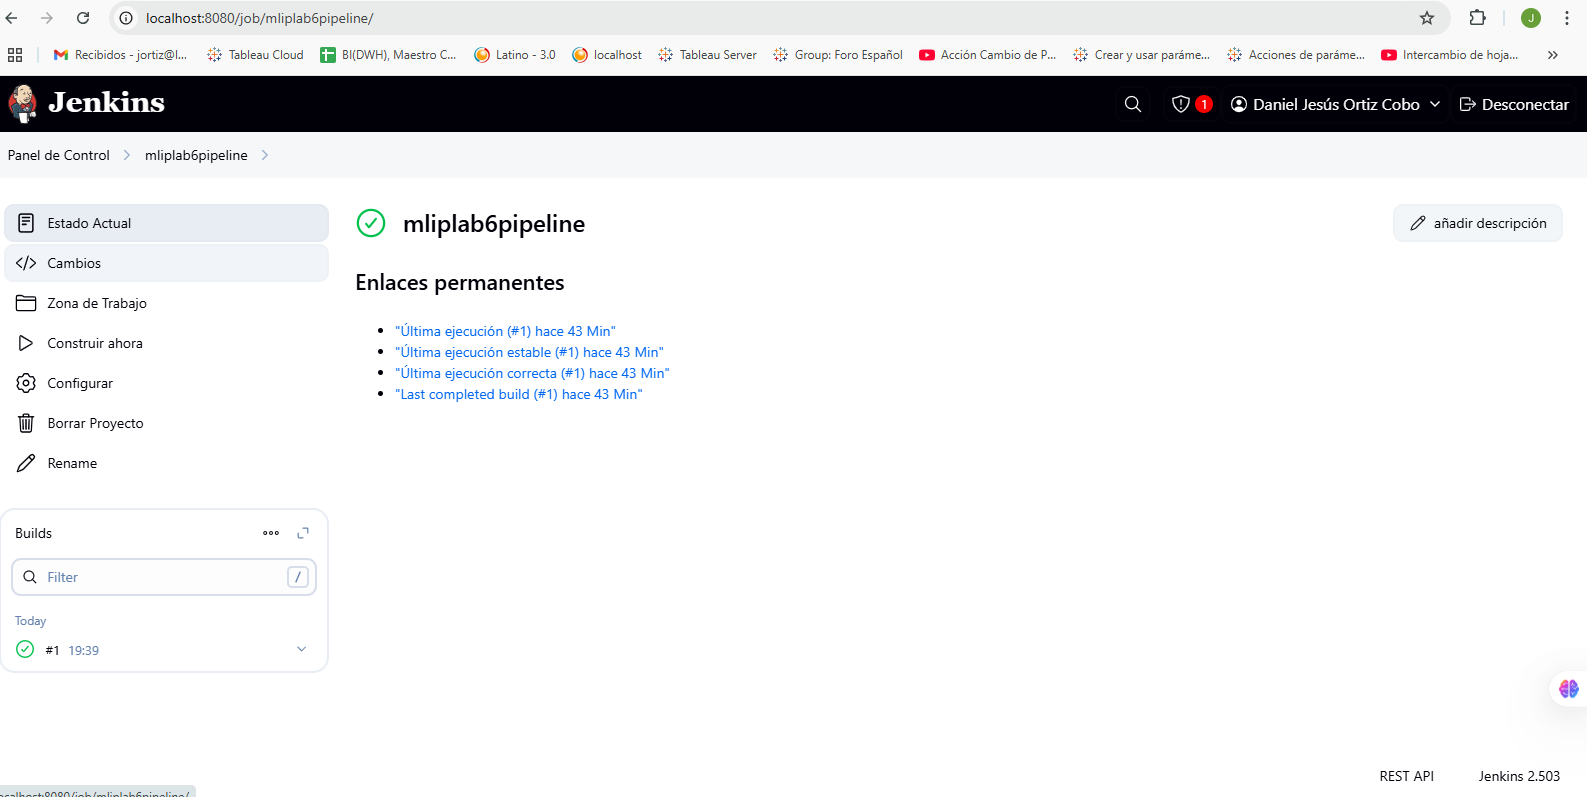 localhost:8080/job/mliplab6pipeline/
J
Recibidos - jortiz@l...
Tableau Cloud
BI(DWH), Maestro C...
Latino - 3.0
localhost
Tableau Server
Group: Foro Español
Acción Cambio de P...
Crear y usar paráme...
Acciones de paráme...
Intercambio de hoja...
Jenkins
1
Daniel Jesús Ortiz Cobo
Desconectar
Panel de Control
mliplab6pipeline
Estado Actual
Cambios
Zona de Trabajo
Construir ahora
Configurar
Borrar Proyecto
Rename
mliplab6pipeline
añadir descripción
Enlaces permanentes
"Última ejecución (#1) hace 43 Min"
"Última ejecución estable (#1) hace 43 Min"
"Última ejecución correcta (#1) hace 43 Min"
"Last completed build (#1) hace 43 Min"
Builds
Filter
/
Today
#1 19:39
REST API
Jenkins 2.503
localhost:8080/job/mliplab6pipeline/